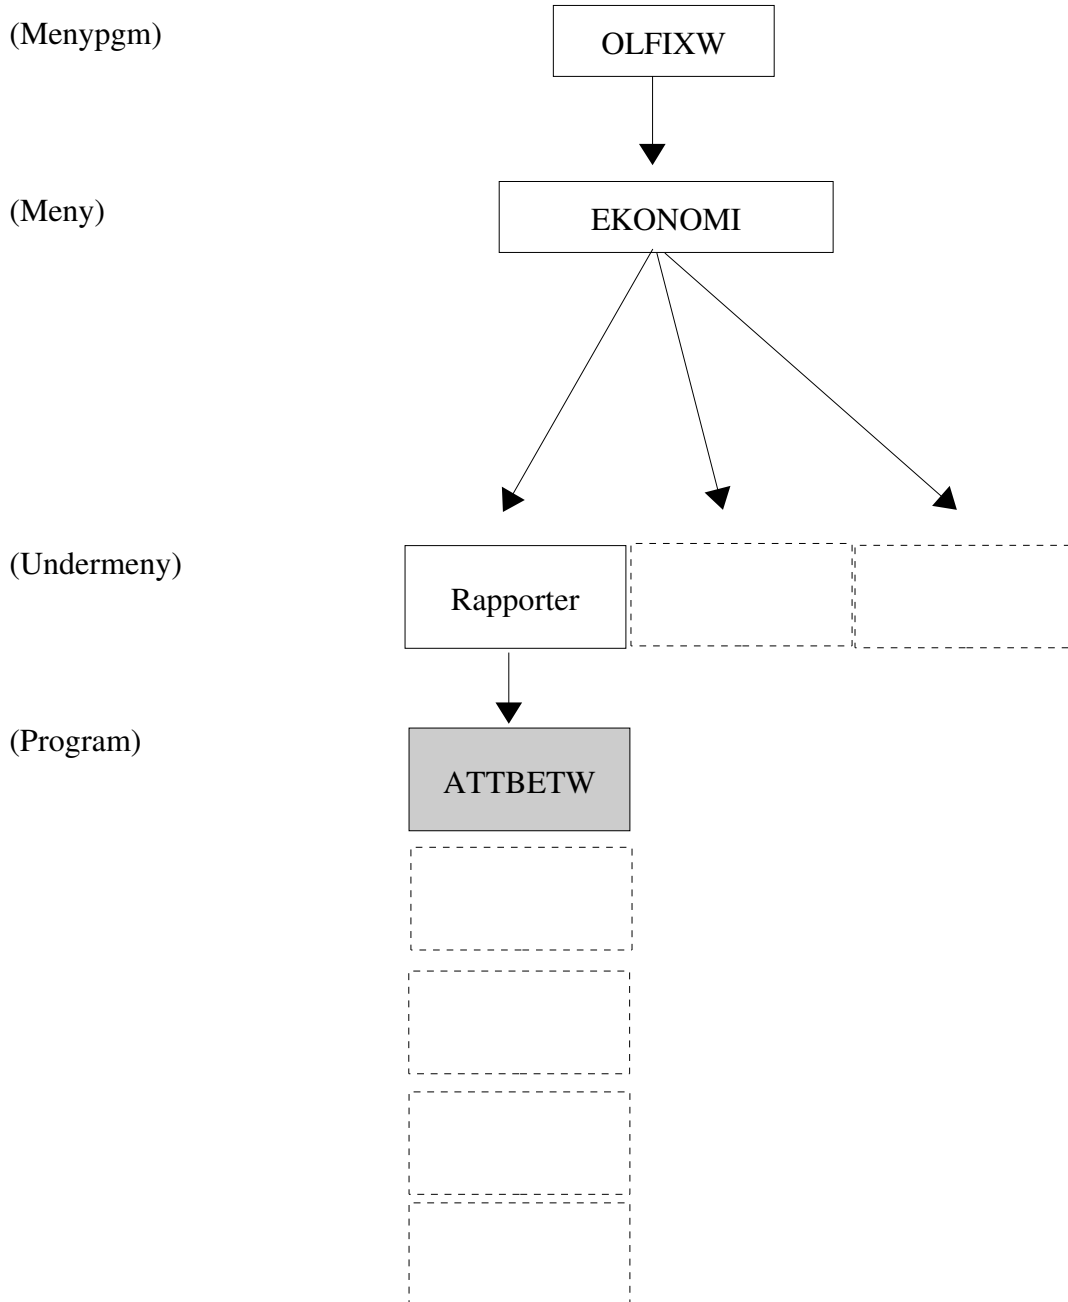 (Menypgm)
OLFIXW
(Meny)
EKONOMI
(Undermeny)
Rapporter
(Program)
ATTBETW